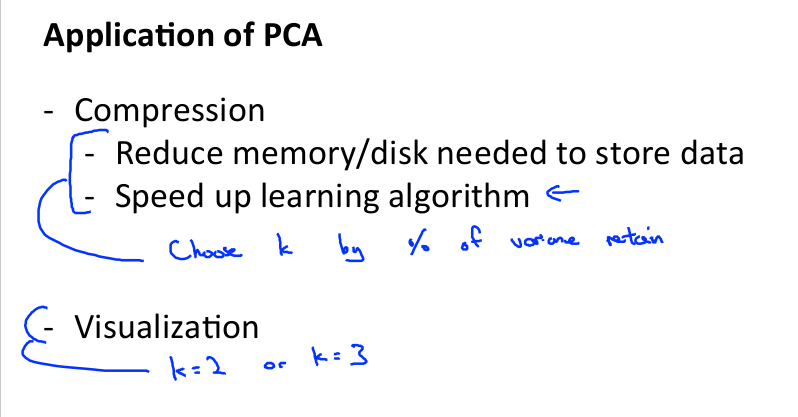 Application of PCA
- Compression
- Reduce memory/disk needed to store data
- Speed up learning algorithm ←
Choose k by % of variance retain
- Visualization
k=2 or k=3